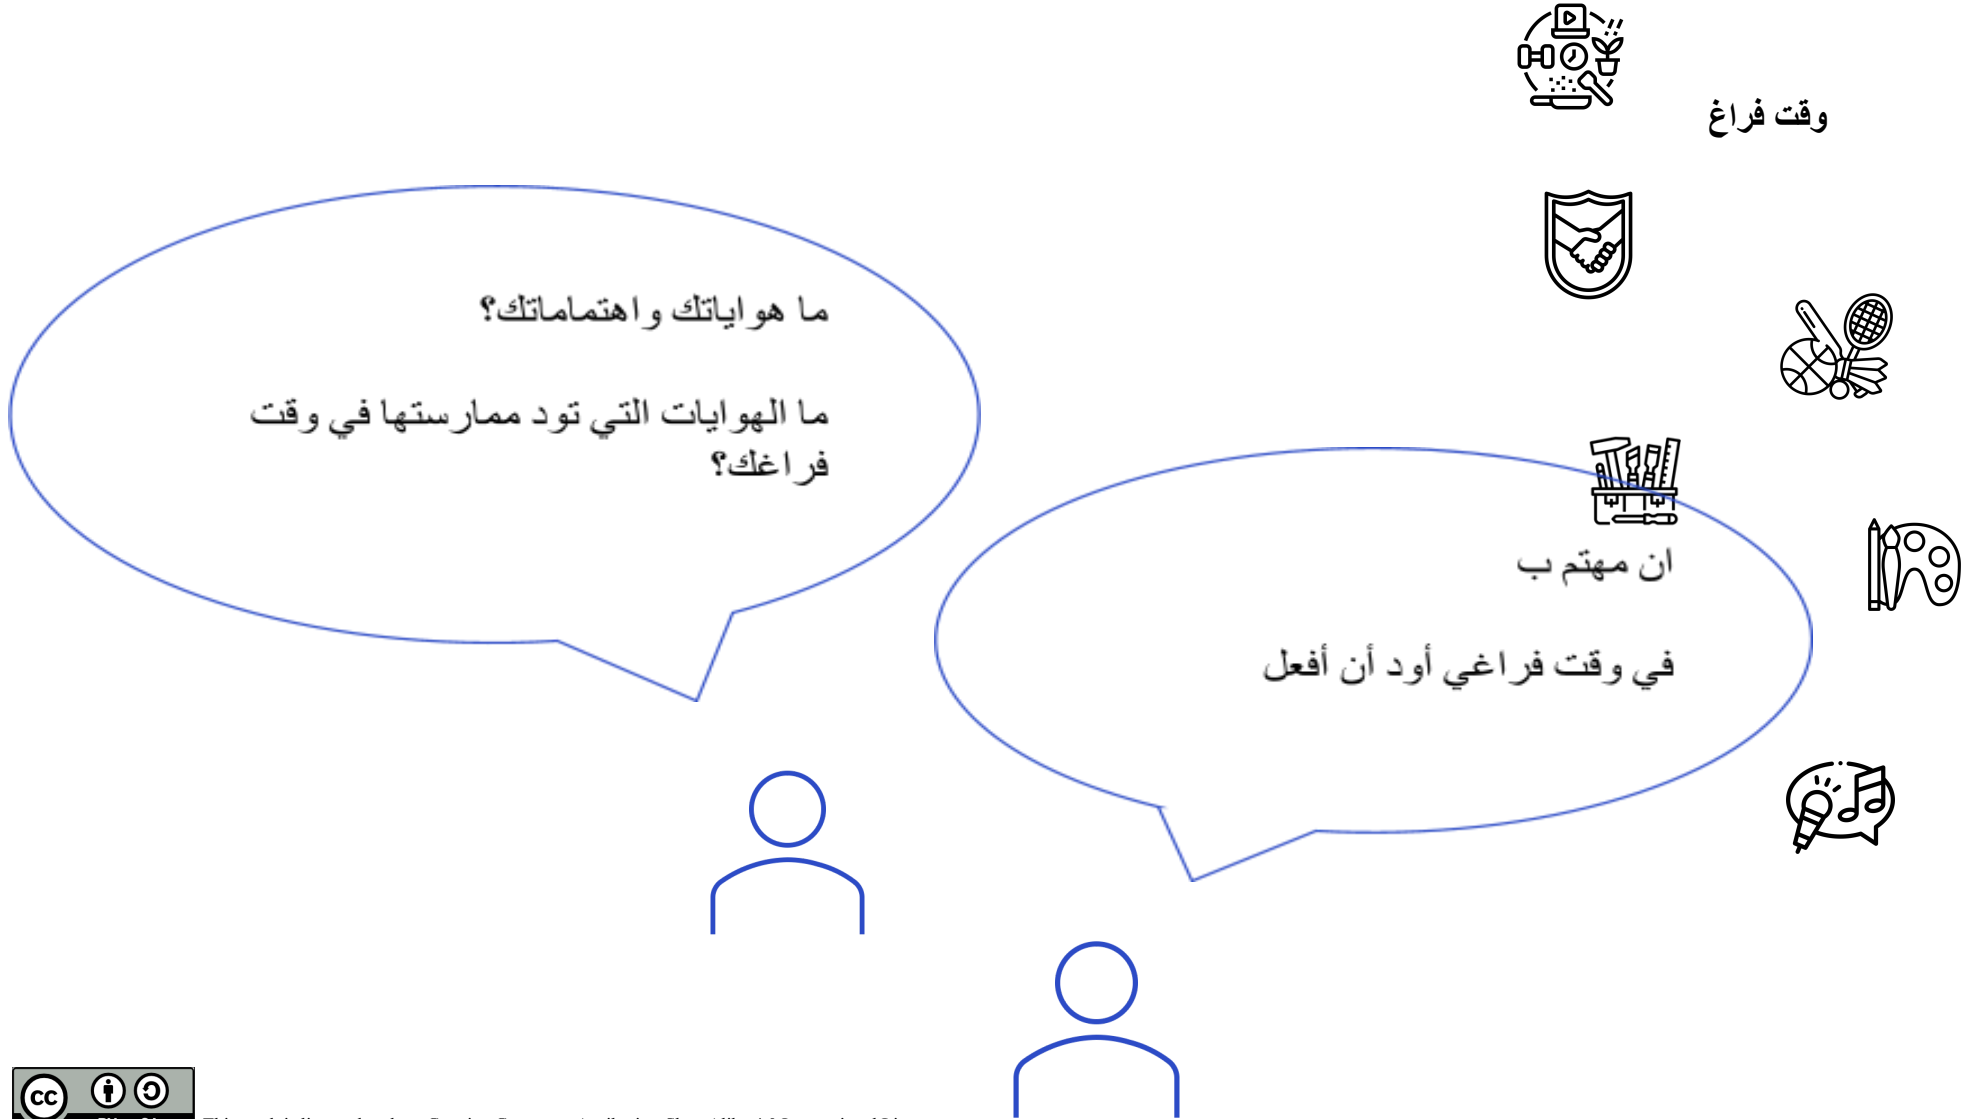 وقت فراغ
ما هواياتك واهتماماتك؟
ما الهوايات التي تود ممارستها في وقت
فراغك؟
ان مهتم ب
في وقت فراغي أود أن أفعل
cc